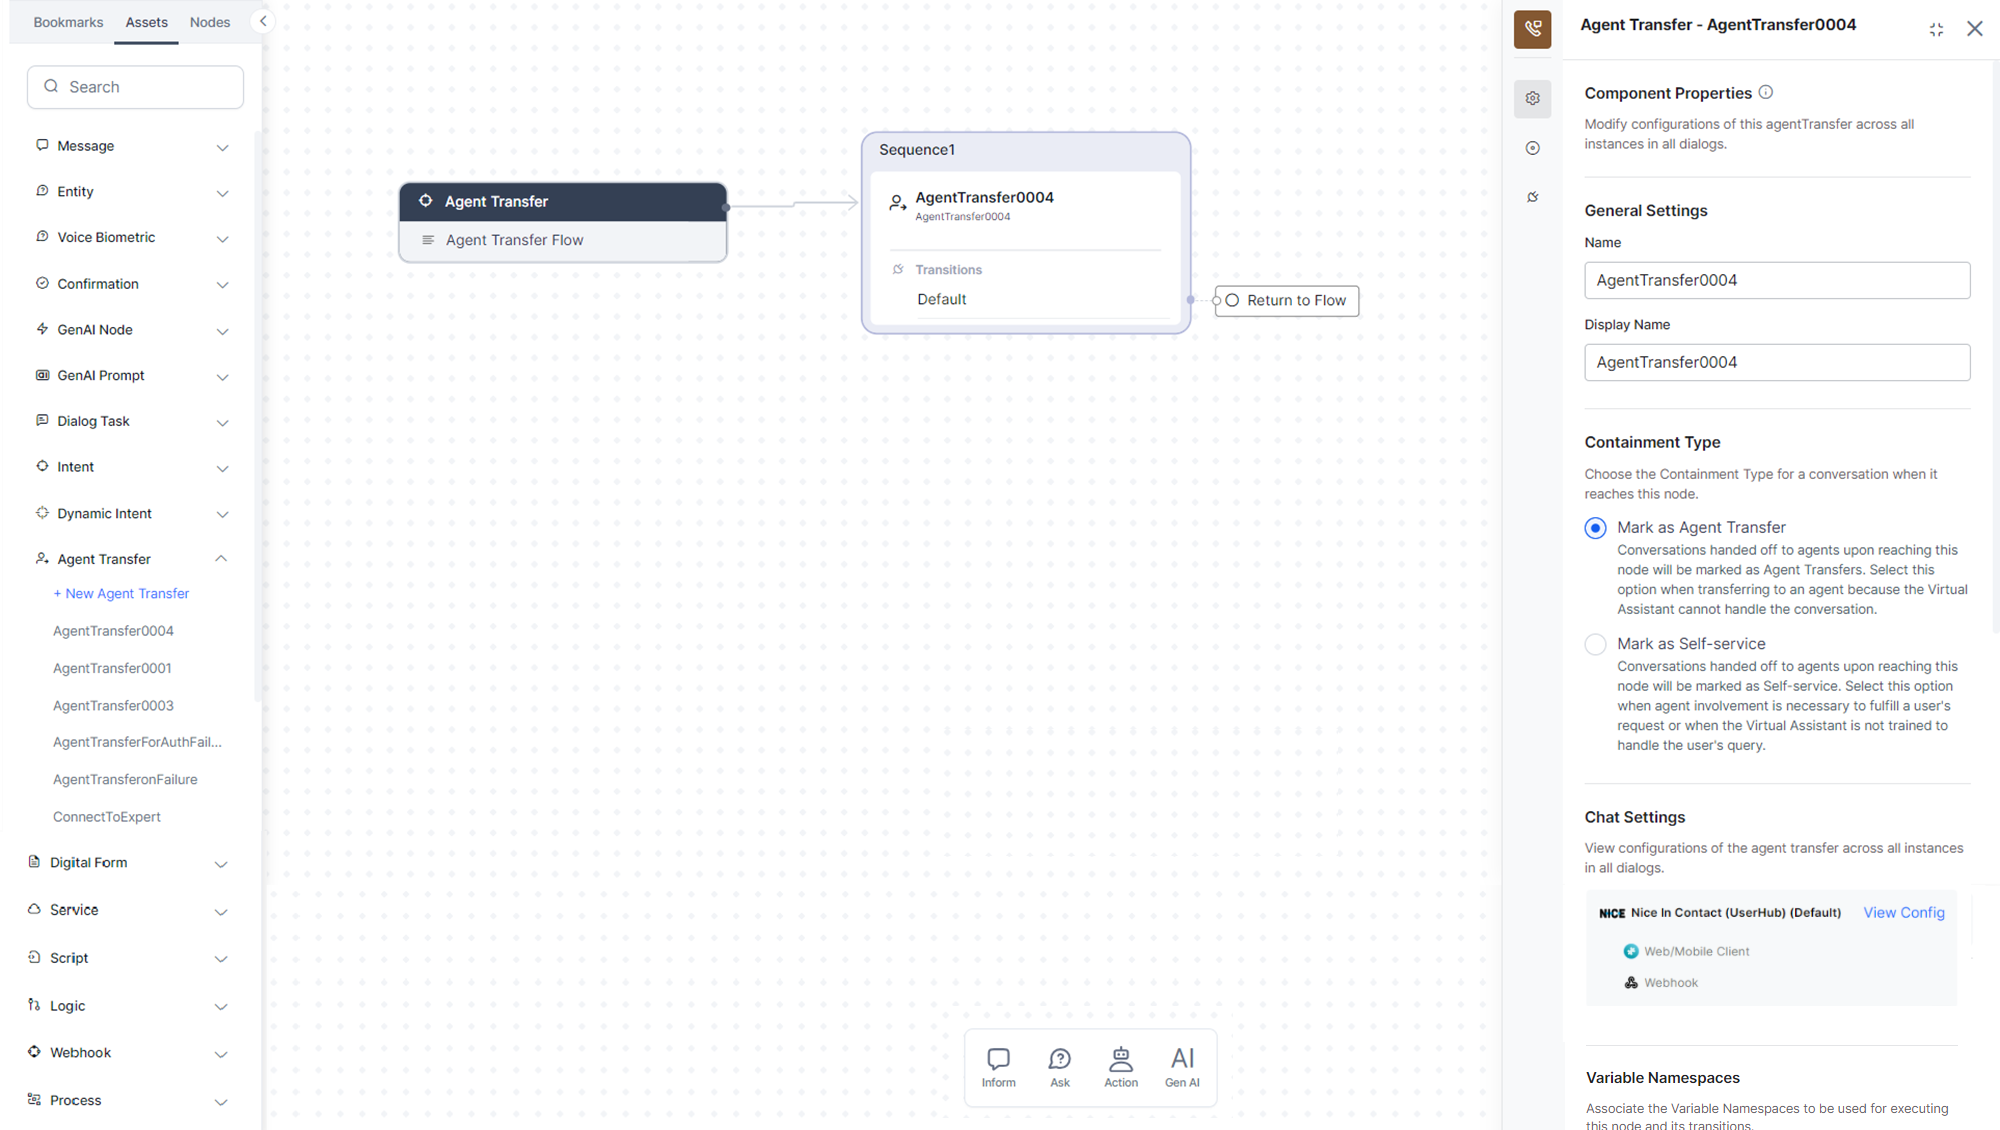 Bookmarks
Assets
Nodes
Search
Message
Entity
Voice Biometric
Confirmation
GenAI Node
GenAI Prompt
Dialog Task
Intent
Dynamic Intent
Agent Transfer
+ New Agent Transfer
AgentTransfer0004
AgentTransfer0001
AgentTransfer0003
AgentTransferForAuthFail...
AgentTransferonFailure
ConnectToExpert
Digital Form
Service
Script
Logic
Webhook
Process
Agent Transfer
Agent Transfer Flow
Sequence1
AgentTransfer0004
AgentTransfer0004
Transitions
Default
Return to Flow
Inform
Ask
Action
AI
Gen AI
Agent Transfer - AgentTransfer0004
Component Properties
Modify configurations of this agentTransfer across all
instances in all dialogs.
General Settings
Name
AgentTransfer0004
Display Name
AgentTransfer0004
Containment Type
Choose the Containment Type for a conversation when it
reaches this node.
Mark as Agent Transfer
Conversations handed off to agents upon reaching this
node will be marked as Agent Transfers. Select this
option when transferring to an agent because the Virtual
Assistant cannot handle the conversation.
Mark as Self-service
Conversations handed off to agents upon reaching this
node will be marked as Self-service. Select this option
when agent involvement is necessary to fulfill a user's
request or when the Virtual Assistant is not trained to
handle the user's query.
Chat Settings
View configurations of the agent transfer across all instances
in all dialogs.
NICE Nice In Contact (UserHub) (Default) View Config
Web/Mobile Client
Webhook
Variable Namespaces
Associate the Variable Namespaces to be used for executing
this node and its transitions.